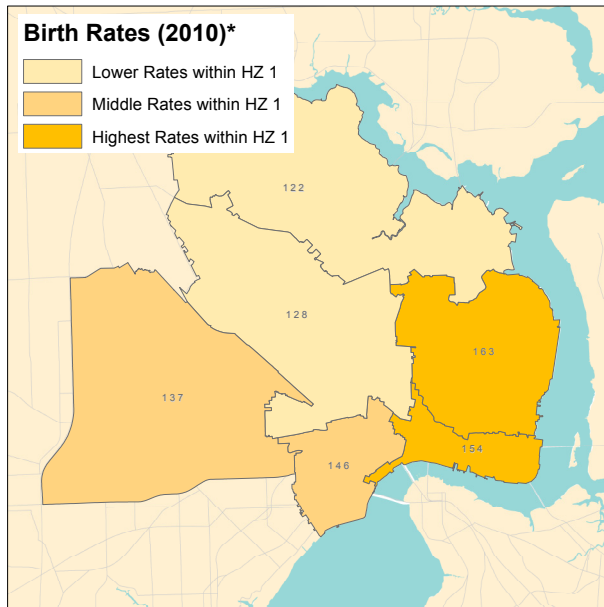 Birth Rates (2010)*
Lower Rates within HZ 1
Middle Rates within HZ 1
Highest Rates within HZ 1
122
128
163
137
154
146